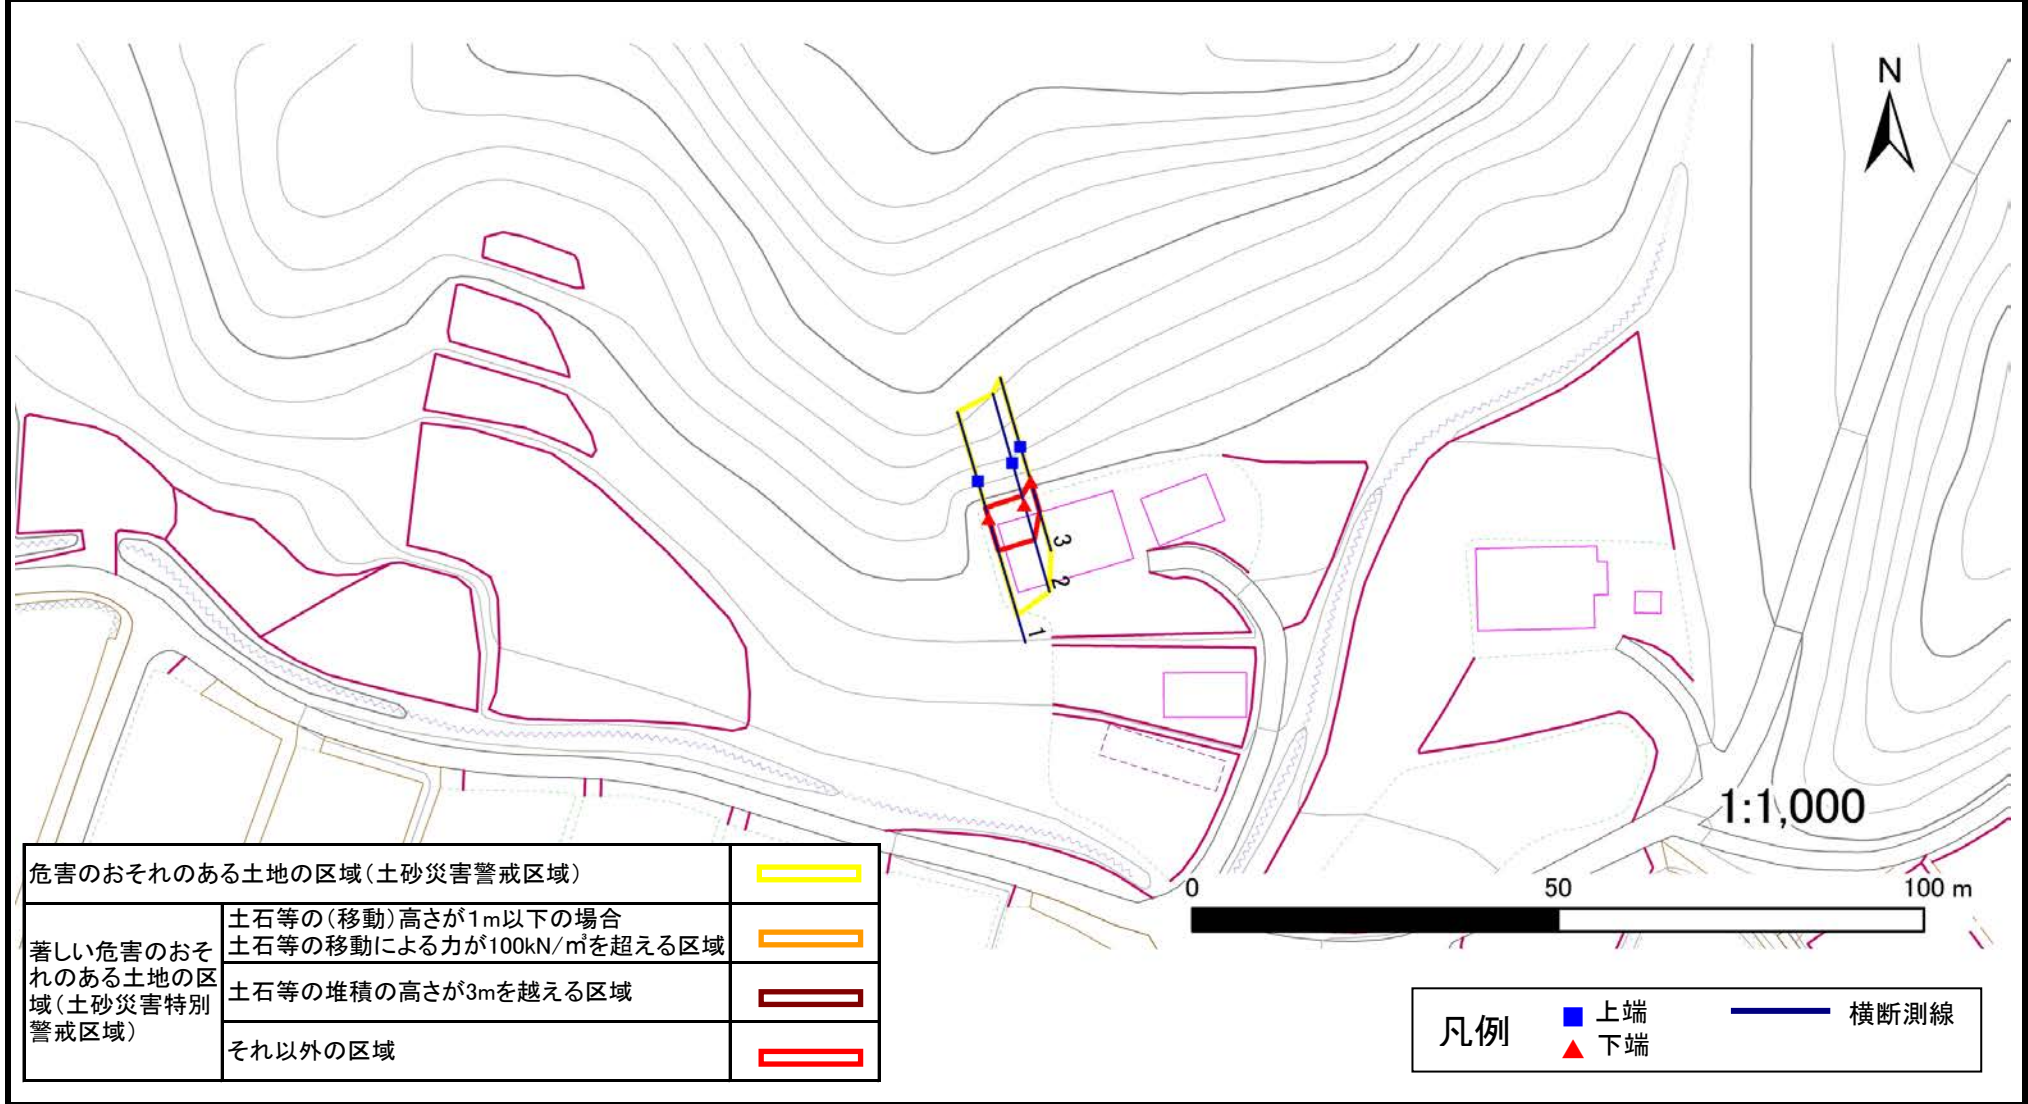 N
3
2
1
1:1,000
0 50 100 m
危害のおそれのある土地の区域(土砂災害警戒区域)
著しい危害のおそ
れのある土地の区
域(土砂災害特別
警戒区域)
土石等の(移動)高さが1m以下の場合
土石等の移動による力が100kN/㎡を超える区域
土石等の堆積の高さが3mを越える区域
それ以外の区域
凡例
上端
下端
横断測線